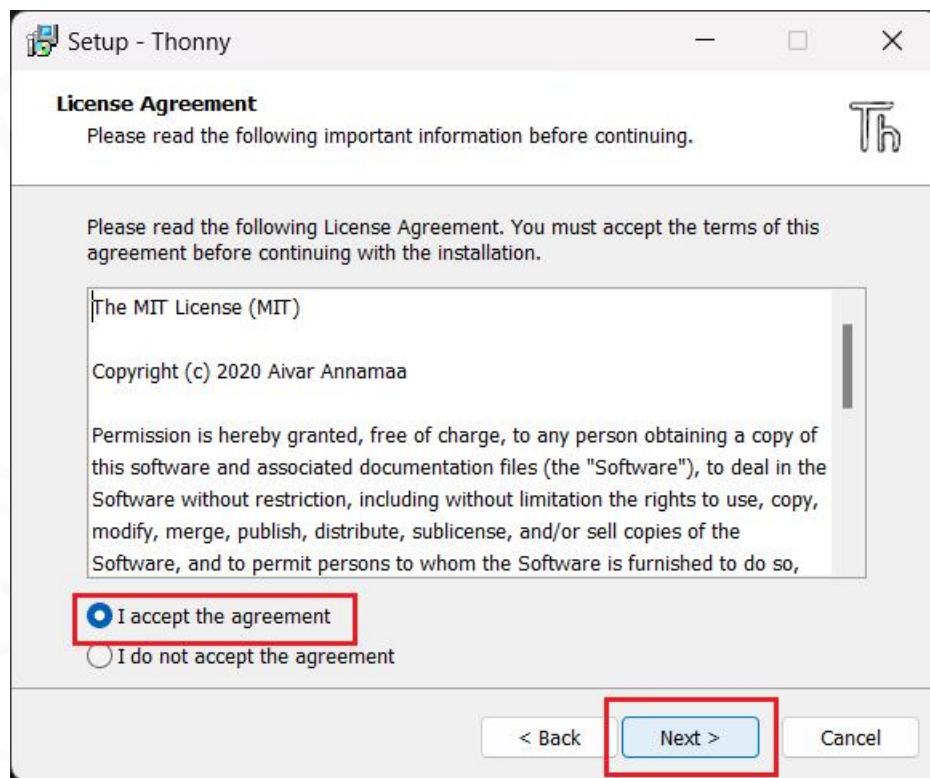 Setup - Thonny
License Agreement
Please read the following important information before continuing.
Th
Please read the following License Agreement. You must accept the terms of this
agreement before continuing with the installation.
The MIT License (MIT)
Copyright (c) 2020 Aivar Annamaa
Permission is hereby granted, free of charge, to any person obtaining a copy of
this software and associated documentation files (the "Software"), to deal in the
Software without restriction, including without limitation the rights to use, copy,
modify, merge, publish, distribute, sublicense, and/or sell copies of the
Software, and to permit persons to whom the Software is furnished to do so,
I accept the agreement
I do not accept the agreement
< Back Next > Cancel